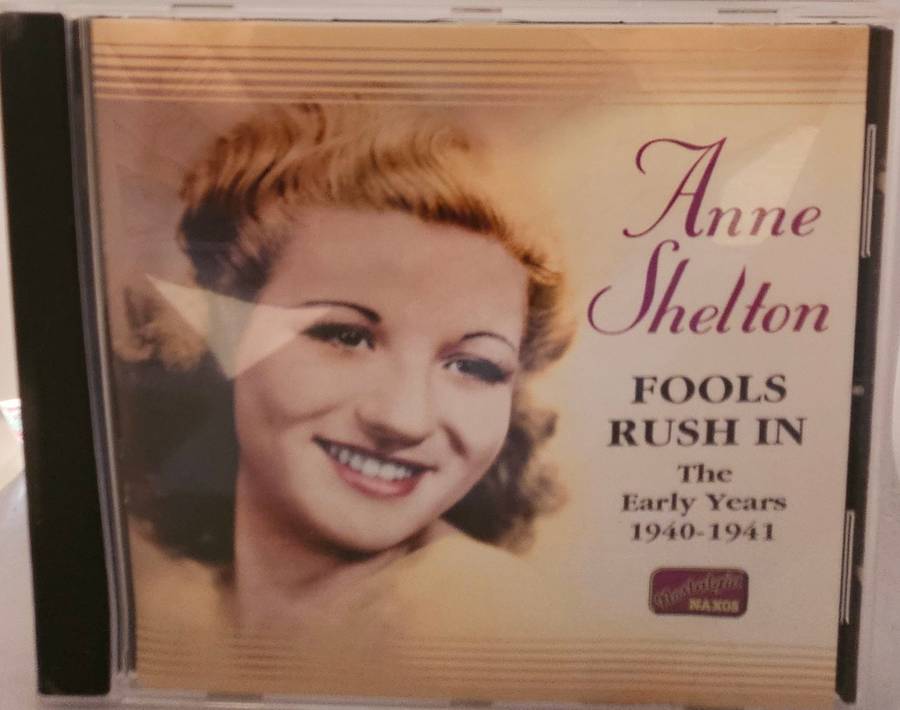 Anne
Shelton
FOOLS
RUSH IN
The
Early Years
1940-1941
Nostalgia
NAXOS